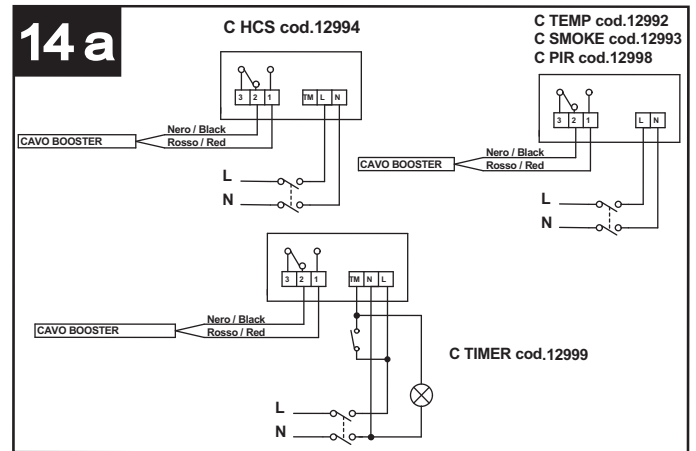 14 a
C HCS cod.12994
3 2 1 TM L N
Nero / Black
CAVO BOOSTER
Rosso / Red
L
N
C TEMP cod.12992
C SMOKE cod.12993
C PIR cod.12998
3 2 1 L N
Nero / Black
CAVO BOOSTER
Rosso / Red
L
N
3 2 1 TM N L
Nero / Black
CAVO BOOSTER
Rosso / Red
C TIMER cod.12999
L
N